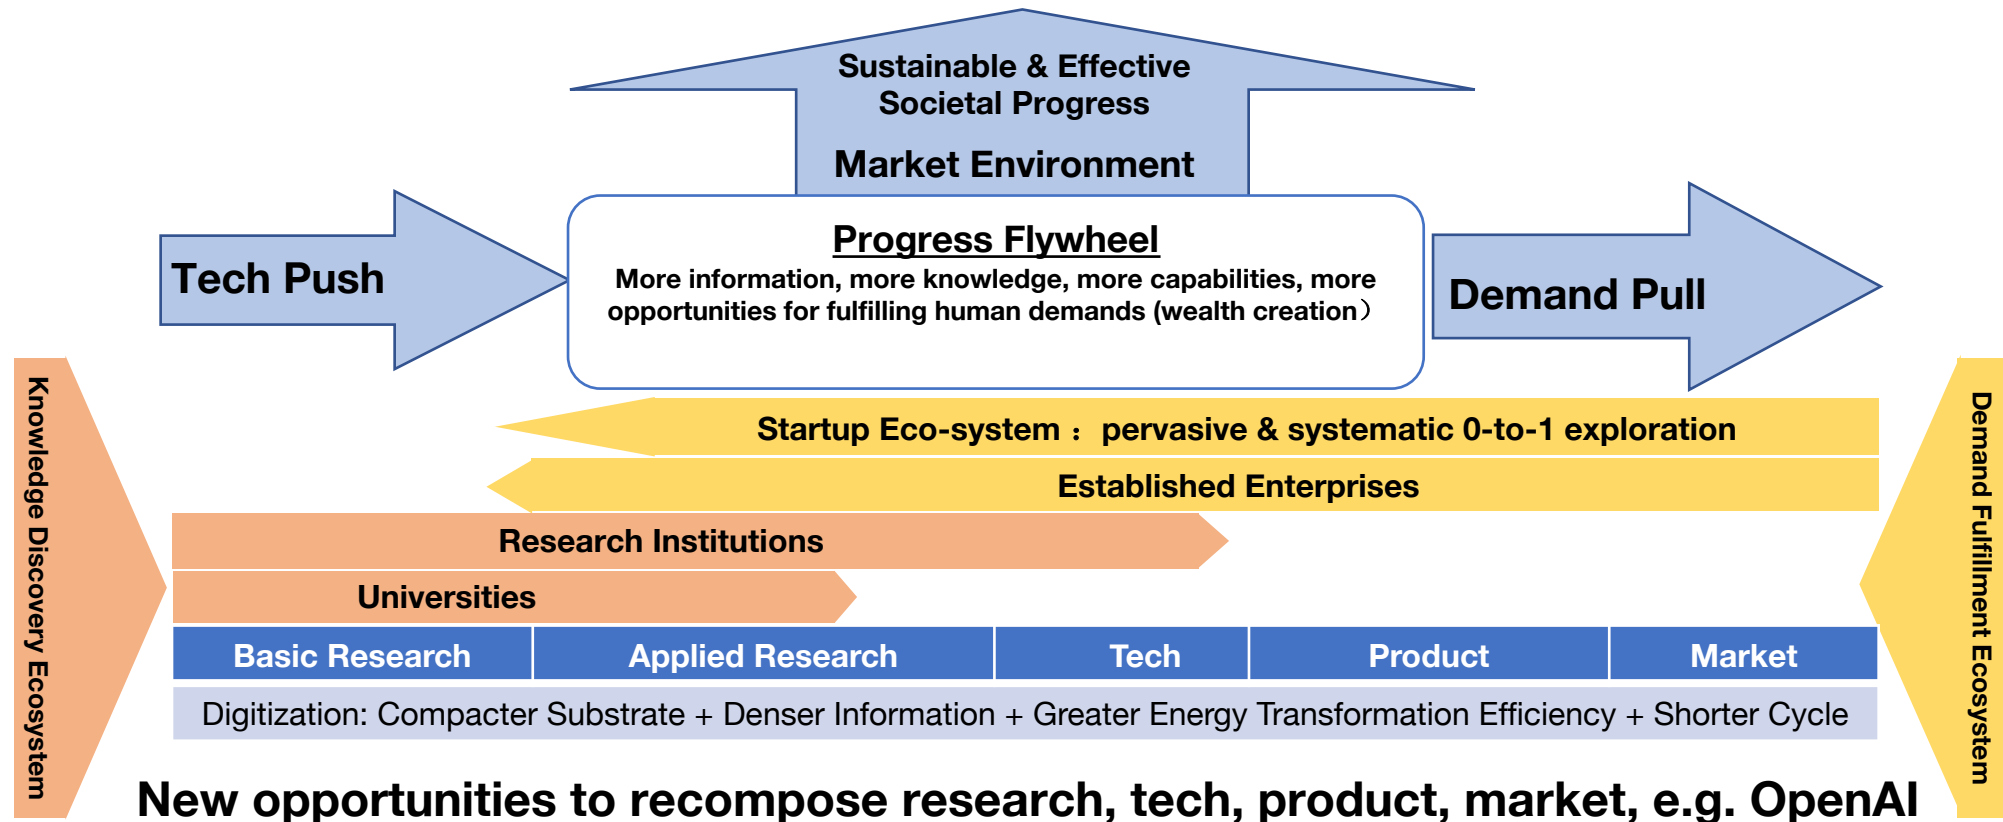 Sustainable & Effective
Societal Progress
Market Environment
Tech Push
Progress Flywheel
More information, more knowledge, more capabilities, more
opportunities for fulfilling human demands (wealth creation）
Demand Pull
Knowledge Discovery Ecosystem
Startup Eco-system ： pervasive & systematic 0-to-1 exploration
Established Enterprises
Research Institutions
Universities
Demand Fulfillment Ecosystem
Basic Research
Applied Research
Tech
Product
Market
Digitization: Compacter Substrate + Denser Information + Greater Energy Transformation Efficiency + Shorter Cycle
New opportunities to recompose research, tech, product, market, e.g. OpenAI